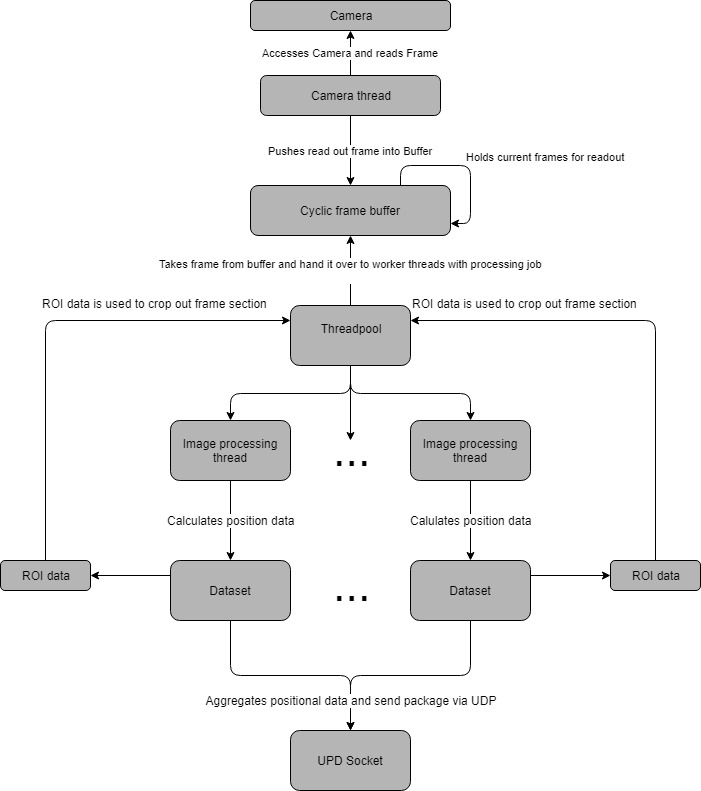 Camera
Accesses Camera and reads Frame
Camera thread
Pushes read out frame into Buffer
Holds current frames for readout
Cyclic frame buffer
Takes frame from buffer and hand it over to worker threads with processing job
ROI data is used to crop out frame section
ROI data is used to crop out frame section
Threadpool
Image processing
thread
...
Image processing
thread
Calculates position data
Calulates position data
ROI data
Dataset
...
Dataset
ROI data
Aggregates positional data and send package via UDP
UPD Socket